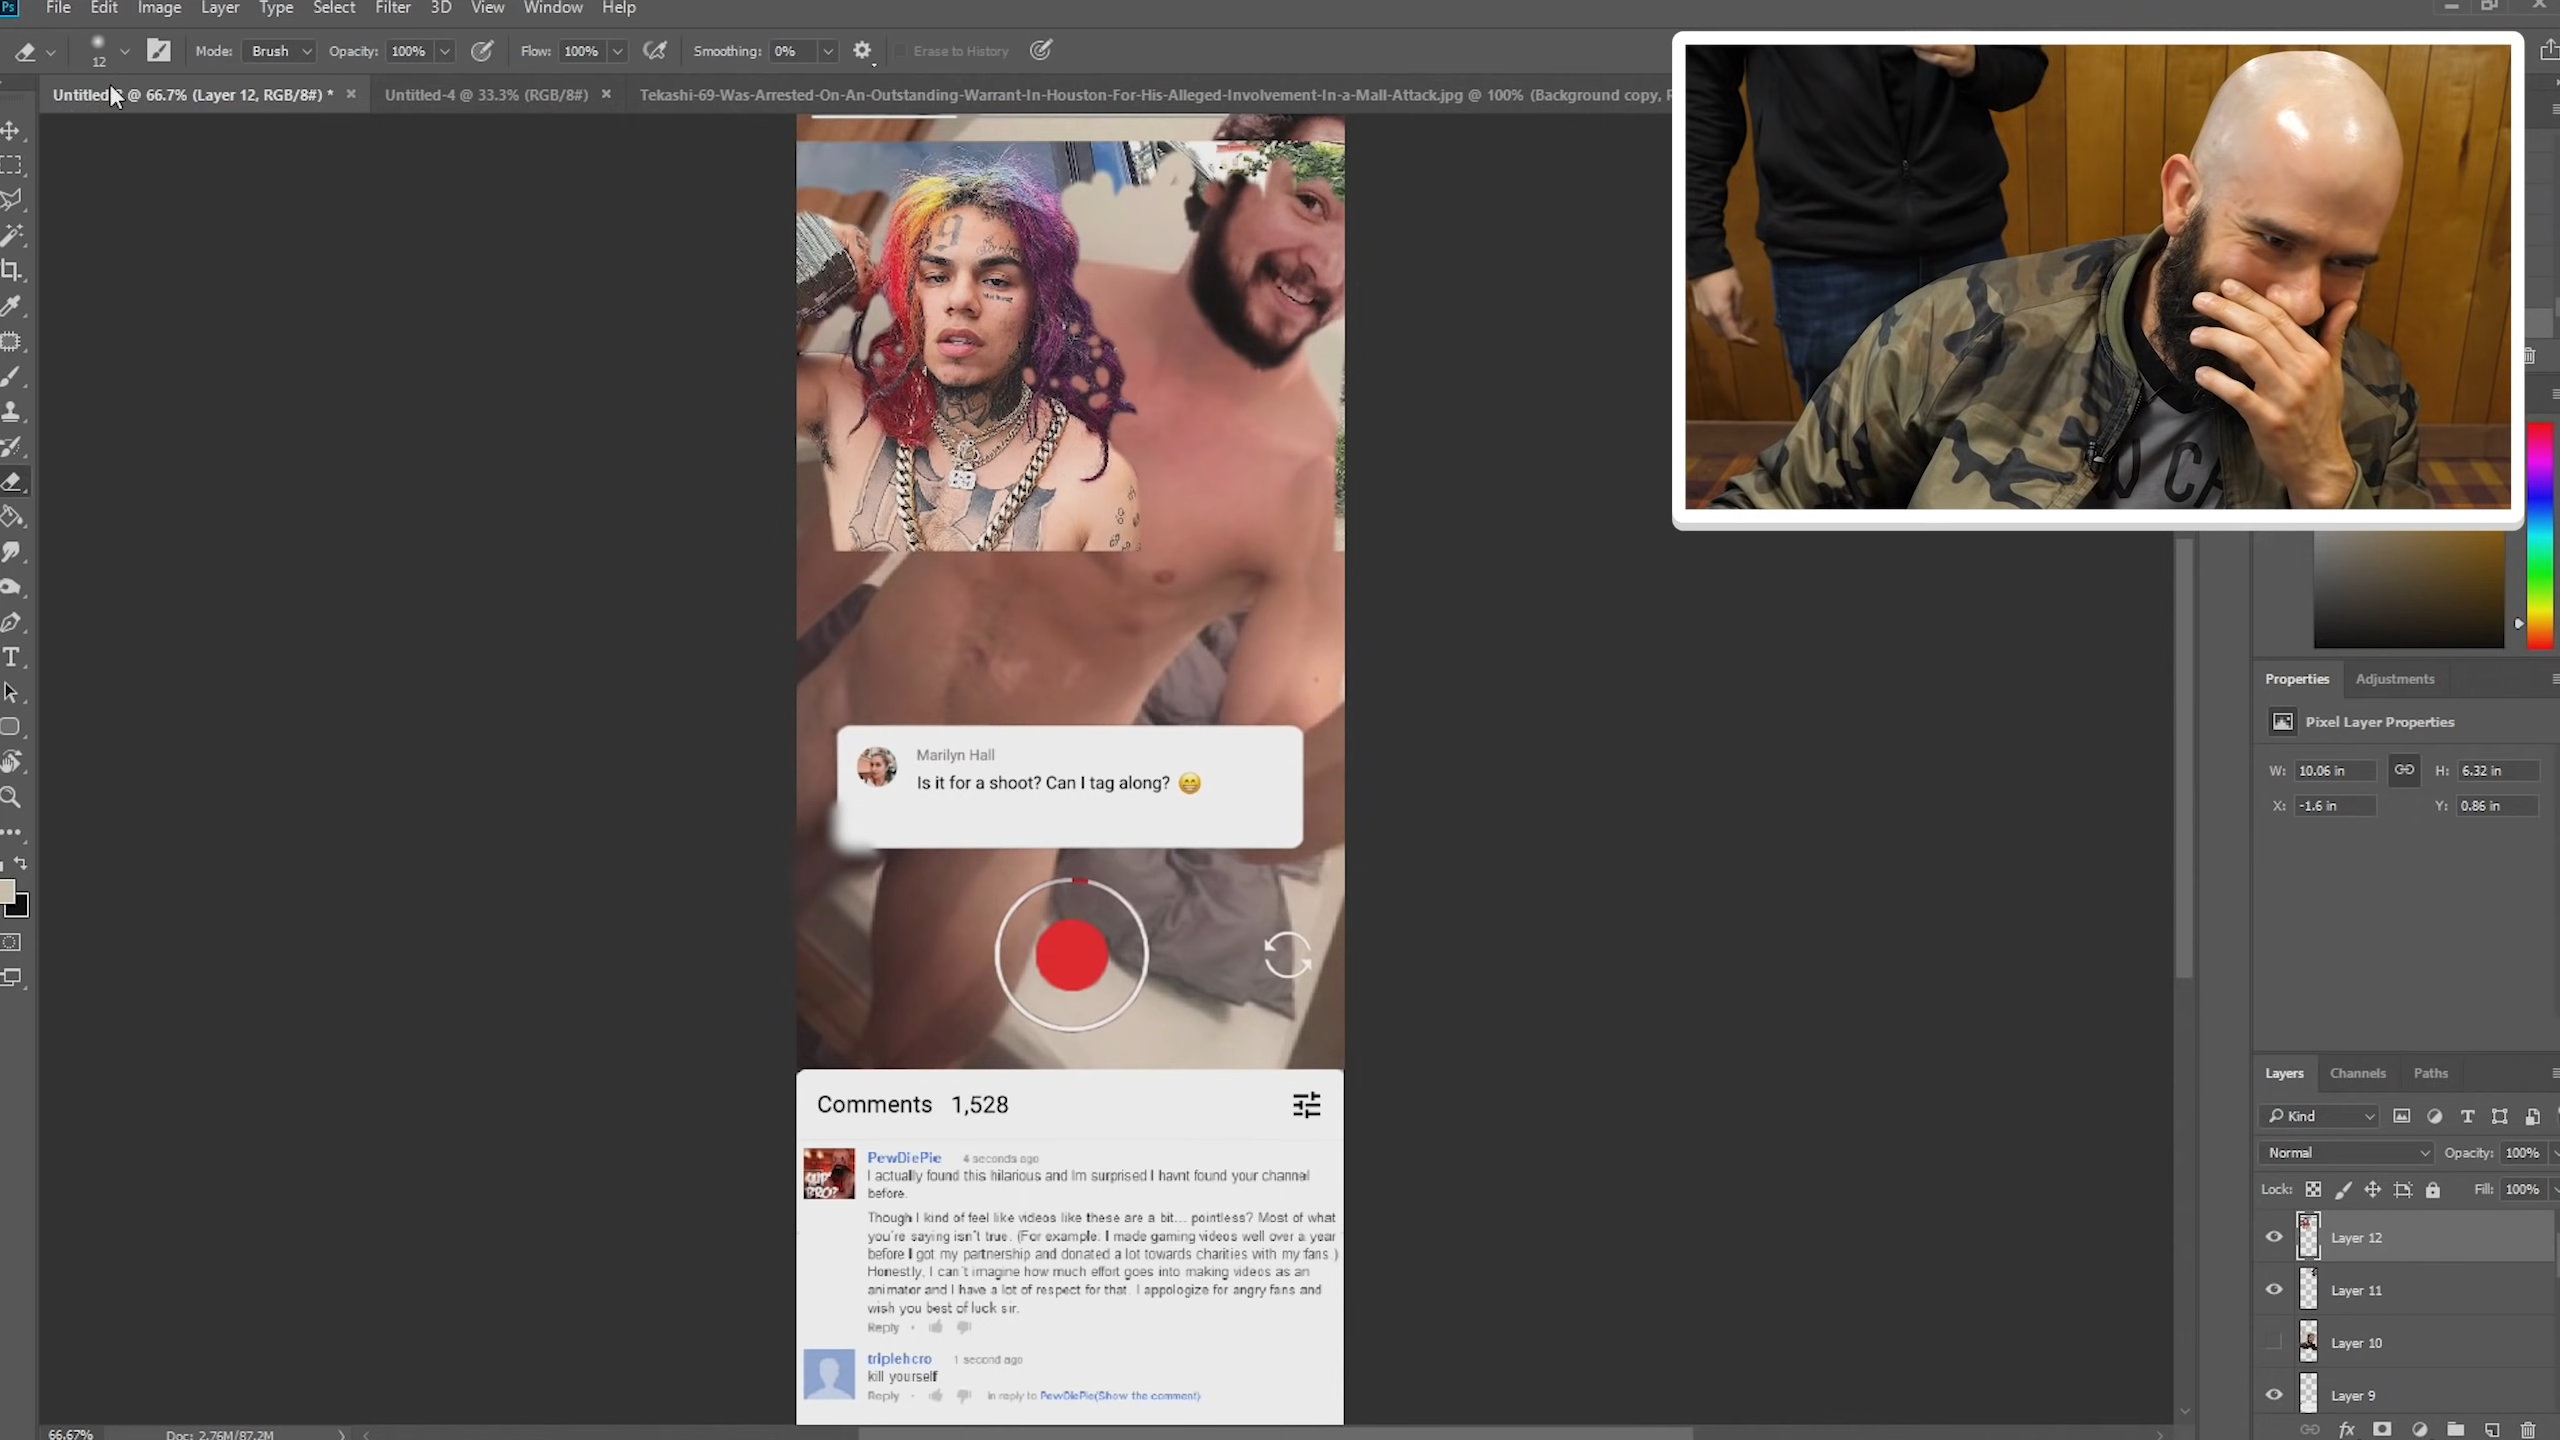 Ps File Edit Image Layer Type Select Filter 3D View Window Help
12 Mode: Brush Opacity: 100% Flow: 100% Smoothing: 0% Erase to History
Untitled @ 66.7% (Layer 12, RGB/8#) * × Untitled-4 @ 33.3% (RGB/8#) × Tekashi-69-Was-Arrested-On-An-Outstanding-Warrant-In-Houston-For-His-Alleged-Involvement-In-a-Mall-Attack.jpg @ 100% (Background copy,
Marilyn Hall
Is it for a shoot? Can I tag along? 😁
Comments 1,528
PewDiePie 4 seconds ago
I actually found this hilarious and Im surprised I havnt found your channel
before.
Though I kind of feel like videos like these are a bit... pointless? Most of what
you're saying isn't true. (For example: I made gaming videos well over a year
before I got my partnership and donated a lot towards charities with my fans.)
Honestly, I can't imagine how much effort goes into making videos as an
animator and I have a lot of respect for that. I appologize for angry fans and
wish you best of luck sir.
Reply
triplehcro 1 second ago
kill yourself
Reply in reply to PewDiePie(Show the comment)
Properties Adjustments
Pixel Layer Properties
W: 10.06 in H: 6.32 in
X: -1.6 in Y: 0.86 in
Layers Channels Paths
Kind
Normal Opacity: 100%
Lock: Fill: 100%
Layer 12
Layer 11
Layer 10
Layer 9
fx
66.67% Doc: 2.76M/87.2M